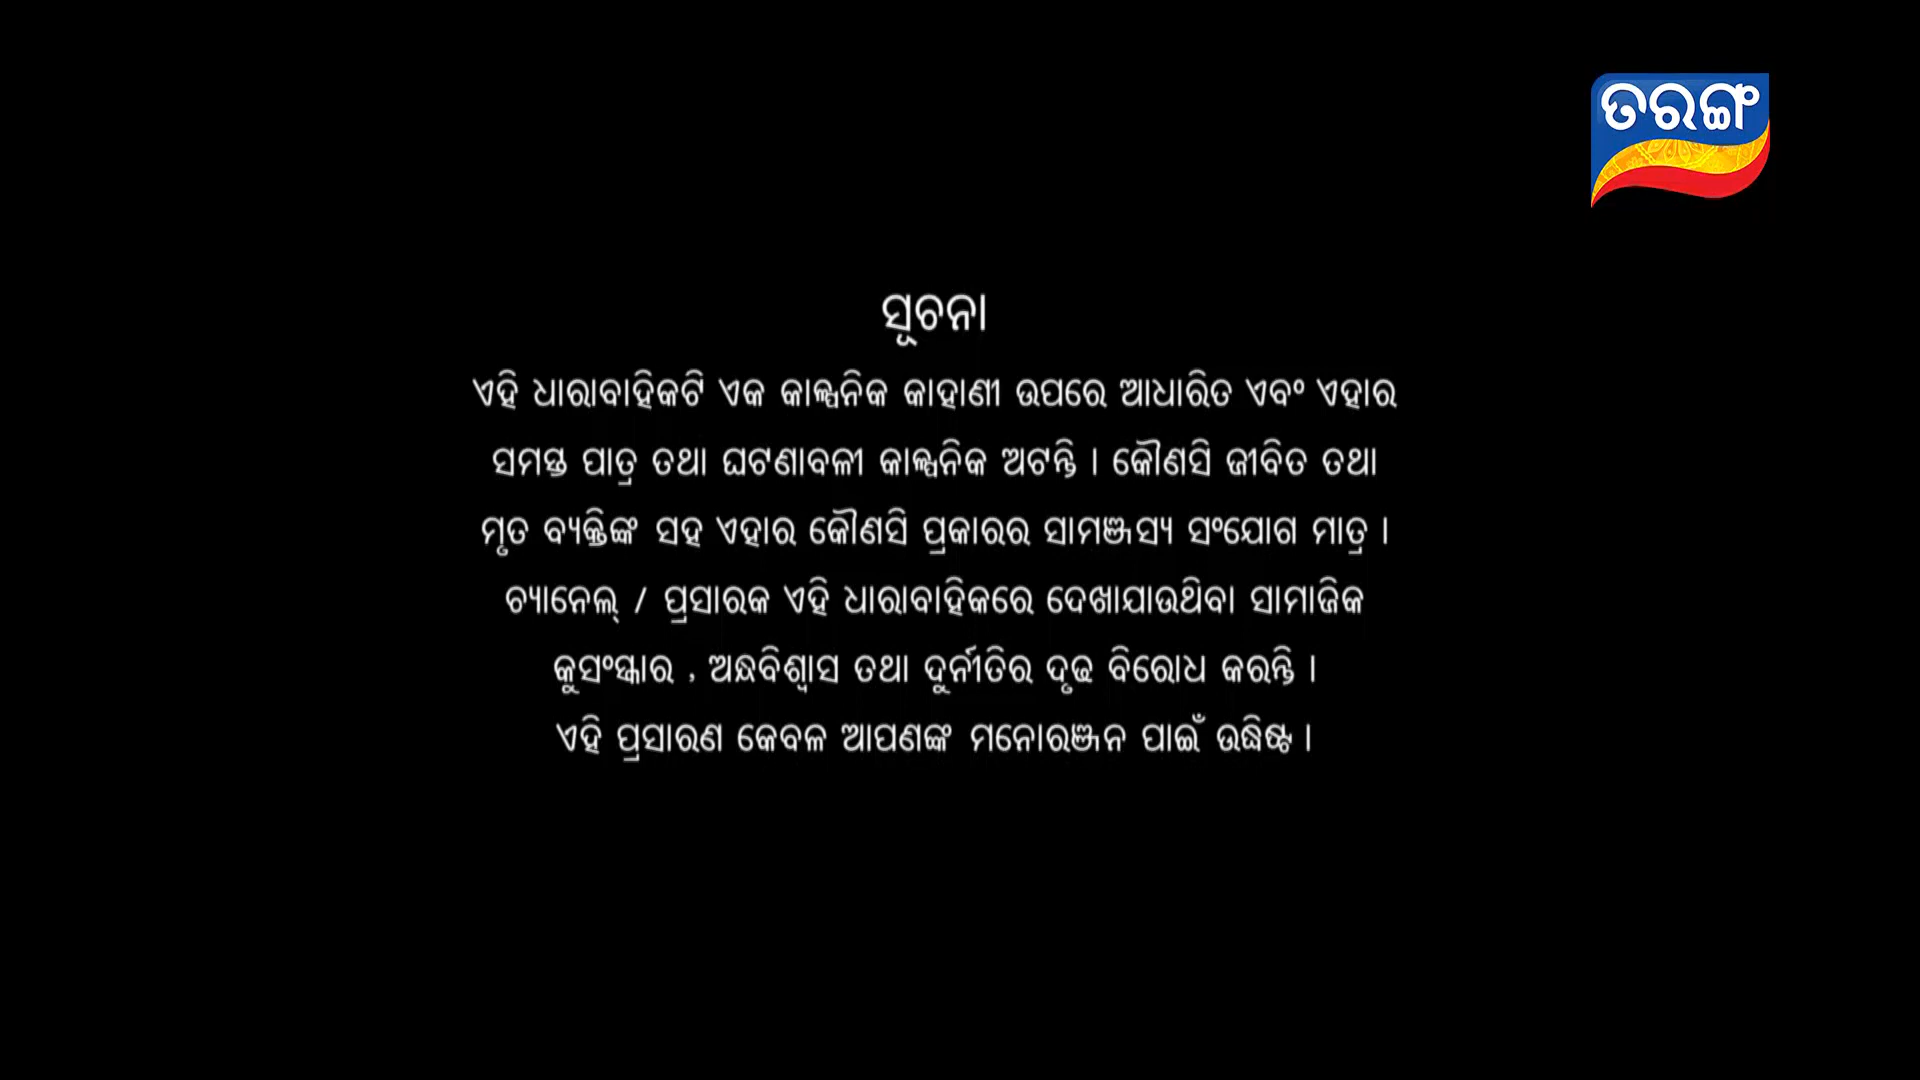 ତରଙ୍ଗ
ସୂଚନା
ଏହି ଧାରାବାହିକଟି ଏକ କାଳ୍ପନିକ କାହାଣୀ ଉପରେ ଆଧାରିତ ଏବଂ ଏହାର
ସମସ୍ତ ପାତ୍ର ତଥା ଘଟଣାବଳୀ କାଳ୍ପନିକ ଅଟନ୍ତି । କୌଣସି ଜୀବିତ ତଥା
ମୃତ ବ୍ୟକ୍ତିଙ୍କ ସହ ଏହାର କୌଣସି ପ୍ରକାରର ସାମଞ୍ଜସ୍ୟ ସଂଯୋଗ ମାତ୍ର ।
ଚ୍ୟାନେଲ୍ / ପ୍ରସାରକ ଏହି ଧାରାବାହିକରେ ଦେଖାଯାଉଥିବା ସାମାଜିକ
କୁସଂସ୍କାର , ଅନ୍ଧବିଶ୍ୱାସ ତଥା ଦୁର୍ନୀତିର ଦୃଢ ବିରୋଧ କରନ୍ତି ।
ଏହି ପ୍ରସାରଣ କେବଳ ଆପଣଙ୍କ ମନୋରଞ୍ଜନ ପାଇଁ ଉଦ୍ଧିଷ୍ଟ ।